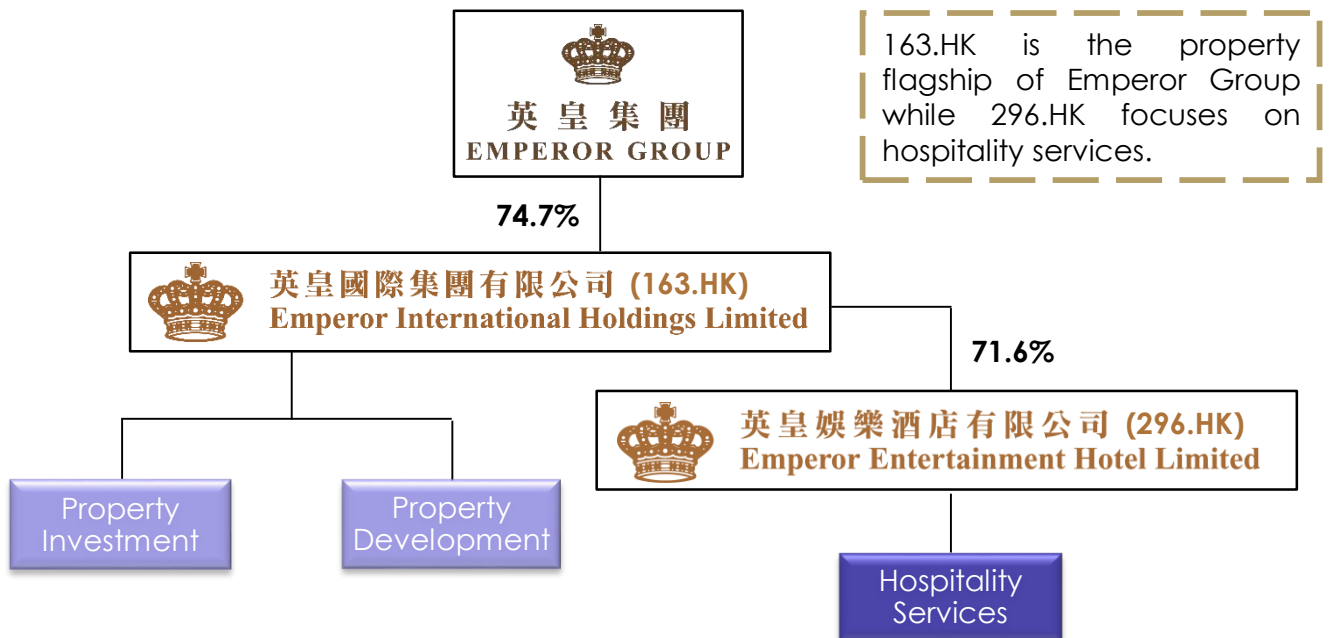 英皇集團
EMPEROR GROUP
163.HK is the property
flagship of Emperor Group
while 296.HK focuses on
hospitality services.
74.7%
英皇國際集團有限公司 (163.HK)
Emperor International Holdings Limited
71.6%
英皇娛樂酒店有限公司 (296.HK)
Emperor Entertainment Hotel Limited
Property
Investment
Property
Development
Hospitality
Services